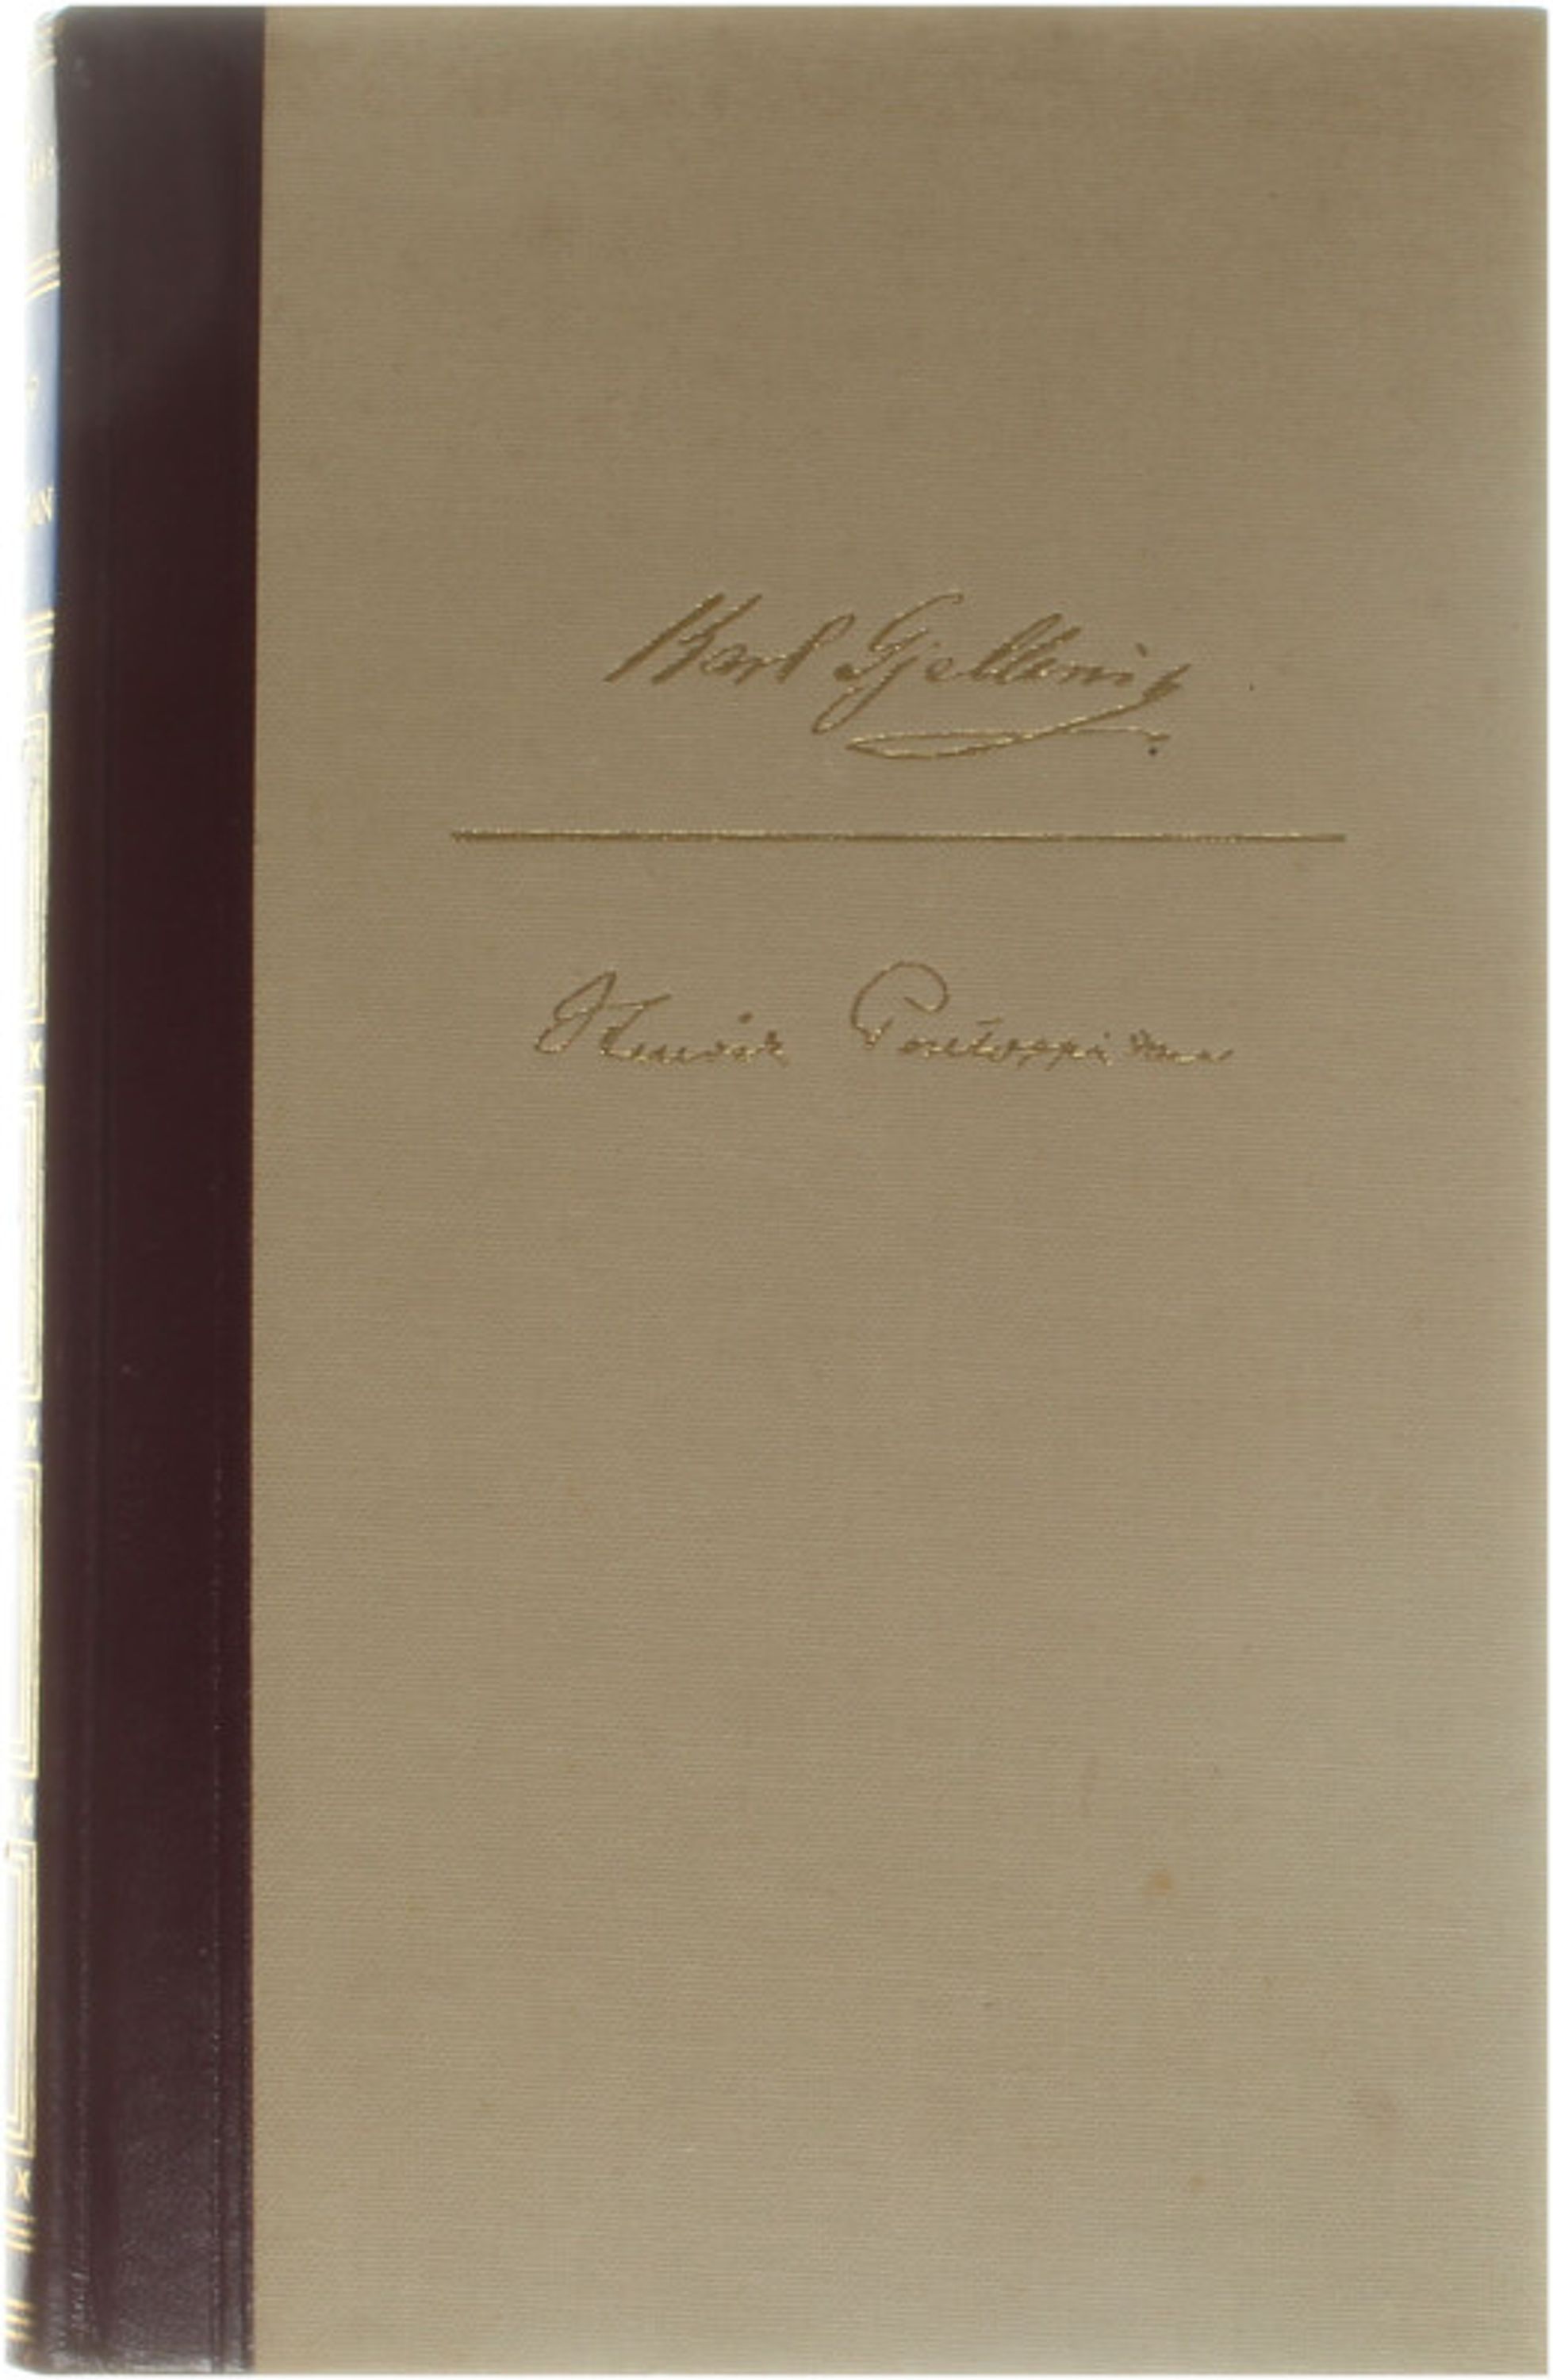 Karl Gjellerup
Henrik Pontoppidan